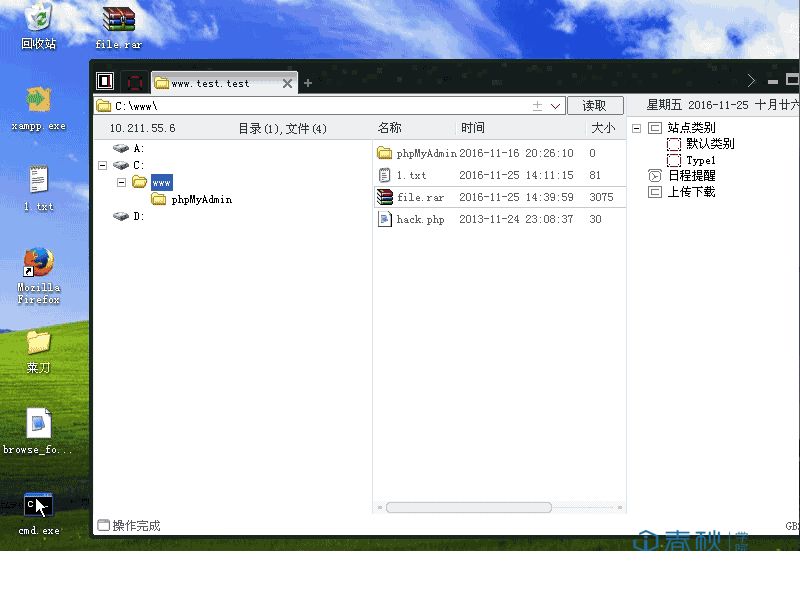 回收站
file.rar
xampp.exe
1.txt
Mozilla
Firefox
菜刀
browse_fo...
cmd.exe
www.test.test
C:\www\
读取
星期五 2016-11-25 十月廿六
10.211.55.6
目录(1),文件(4)
名称 时间 大小
A:
C:
www
phpMyAdmin
D:
phpMyAdmin 2016-11-16 20:26:10 0
1.txt 2016-11-25 14:11:15 81
file.rar 2016-11-25 14:39:59 3075
hack.php 2013-11-24 23:08:37 30
站点类别
默认类别
Type1
日程提醒
上传下载
操作完成
春秋